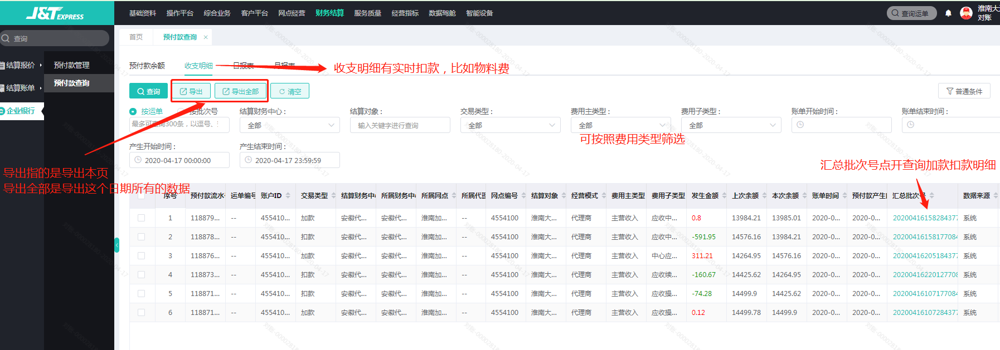 J&T EXPRESS
基础资料 操作平台 综合业务 客户平台 网点经营 财务结算 服务质量 经营指标 数据驾舱 智能设备
查询运单
淮南大
对账
查询
首页 预付款查询 ×
结算报价
结算账单
企业银行
预付款管理
预付款查询
预付款余额 收支明细 日报表 月报表
收支明细有实时扣款，比如物料费
查询 导出 导出全部 清空
普通条件
按运单 按批次号 结算财务中心： 结算对象： 交易类型： 费用主类型： 费用子类型： 账单开始时间： 账单结束时间：
最多可查询300条，以逗号、 全部 输入关键字进行查询 全部 全部 全部
可按照费用类型筛选
产生开始时间： 产生结束时间：
2020-04-17 00:00:00 2020-04-17 23:59:59
导出指的是导出本页
导出全部是导出这个日期所有的数据
汇总批次号点开查询加款扣款明细
序号 预付款流水 运单编号 账户ID 交易类型 结算财务中 所属财务中 所属网点 所属代理 网点编号 结算对象 经营模式 费用主类型 费用子类型 发生金额 上次余额 本次余额 账单时间 预付款产生 汇总批次号 数据来源
1 118879... -- 455410... 加款 安徽代... 安徽代... 淮南加... -- 4554100 淮南大... 代理商 主营收入 应收中... 0.8 13984.21 13985.01 2020-0... 2020-0... 20200416158284377 系统
2 118878... -- 455410... 扣款 安徽代... 安徽代... 淮南加... -- 4554100 淮南大... 代理商 主营收入 应收中... -591.95 14576.16 13984.21 2020-0... 2020-0... 20200416158177084 系统
3 118876... -- 455410... 加款 安徽代... 安徽代... 淮南加... -- 4554100 淮南大... 代理商 主营收入 中心应... 311.21 14264.95 14576.16 2020-0... 2020-0... 20200416205184377 系统
4 118873... -- 455410... 扣款 安徽代... 安徽代... 淮南加... -- 4554100 淮南大... 代理商 主营收入 应收续... -160.67 14425.62 14264.95 2020-0... 2020-0... 20200416220127708 系统
5 118871... -- 455410... 扣款 安徽代... 安徽代... 淮南加... -- 4554100 淮南大... 代理商 主营收入 应收操... -74.28 14499.9 14425.62 2020-0... 2020-0... 20200416107177084 系统
6 118871... -- 455410... 加款 安徽代... 安徽代... 淮南加... -- 4554100 淮南大... 代理商 主营收入 应收操... 0.12 14499.78 14499.9 2020-0... 2020-0... 20200416107284377 系统
对账-000028180-2020-04-17